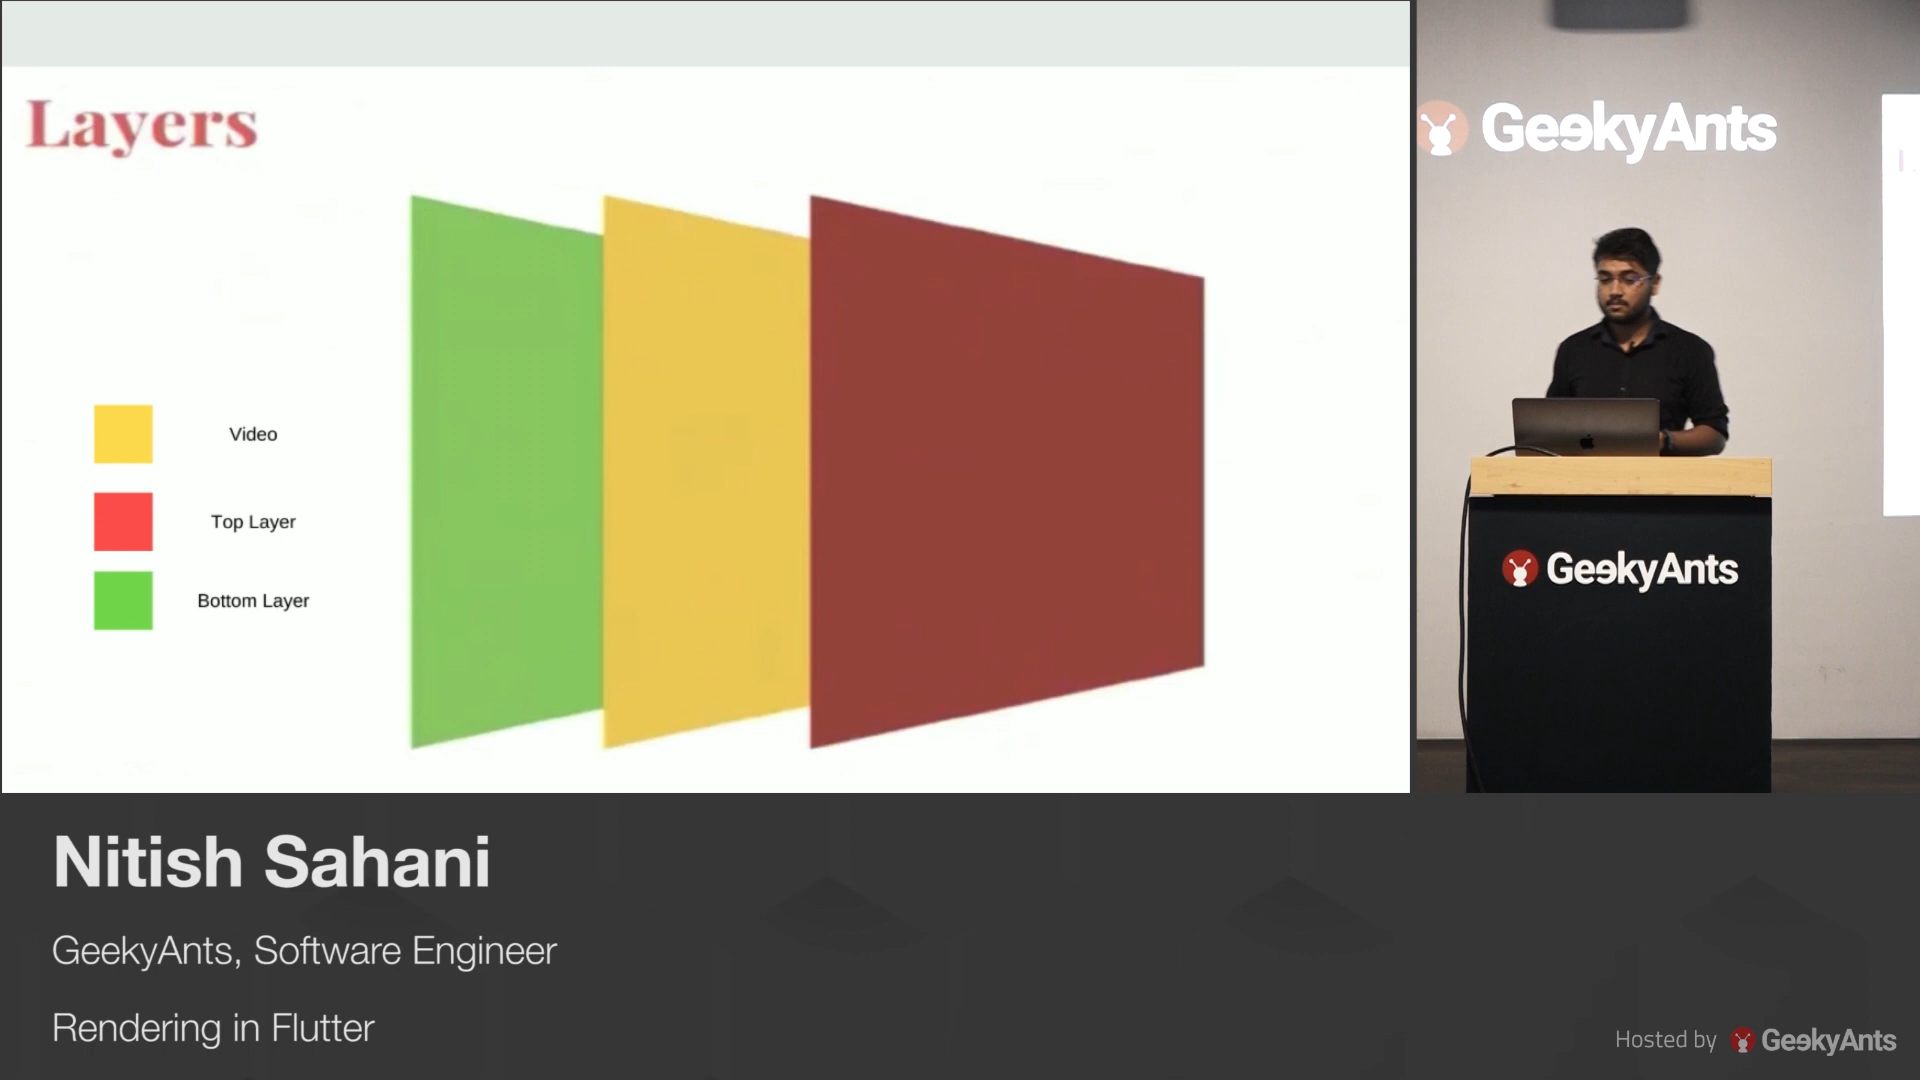 Layers
Video
Top Layer
Bottom Layer
GeekyAnts
GeekyAnts
Nitish Sahani
GeekyAnts, Software Engineer
Rendering in Flutter
Hosted by GeekyAnts